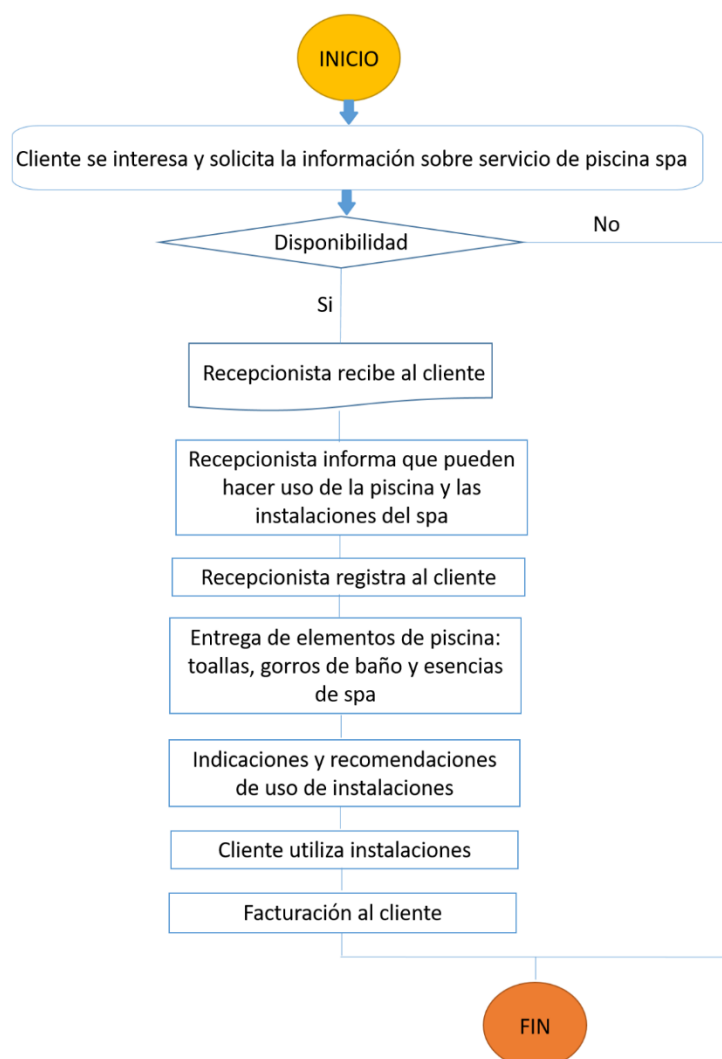 INICIO
Cliente se interesa y solicita la información sobre servicio de piscina spa
Disponibilidad
No
Si
Recepcionista recibe al cliente
Recepcionista informa que pueden
hacer uso de la piscina y las
instalaciones del spa
Recepcionista registra al cliente
Entrega de elementos de piscina:
toallas, gorros de baño y esencias
de spa
Indicaciones y recomendaciones
de uso de instalaciones
Cliente utiliza instalaciones
Facturación al cliente
FIN